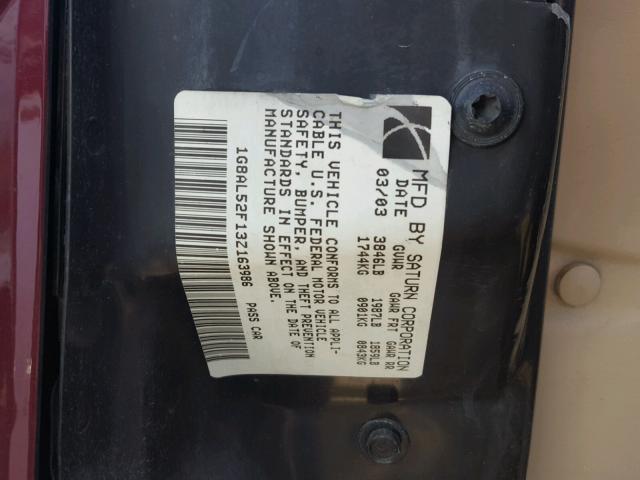 MFD BY SATURN CORPORATION
DATE GVWR GAWR FRT GAWR RR
03/03 3846LB 1987LB 1859LB
1744KG 0901KG 0843KG
THIS VEHICLE CONFORMS TO ALL APPLI-
CABLE U.S. FEDERAL MOTOR VEHICLE
SAFETY, BUMPER, AND THEFT PREVENTION
STANDARDS IN EFFECT ON THE DATE OF
MANUFACTURE SHOWN ABOVE.
1G8AL52F13Z163986 PASS CAR